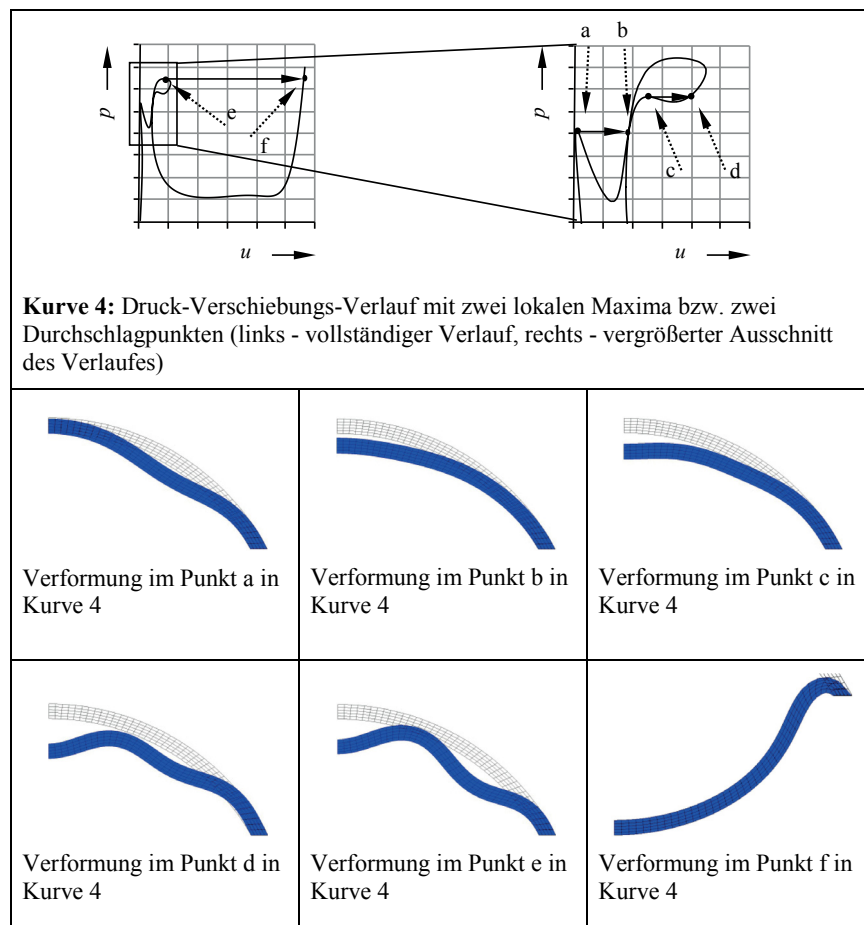 a
b
p
e
f
u
p
c
d
u
Kurve 4: Druck-Verschiebungs-Verlauf mit zwei lokalen Maxima bzw. zwei
Durchschlagpunkten (links - vollständiger Verlauf, rechts - vergrößerter Ausschnitt
des Verlaufes)
Verformung im Punkt a in
Kurve 4
Verformung im Punkt b in
Kurve 4
Verformung im Punkt c in
Kurve 4
Verformung im Punkt d in
Kurve 4
Verformung im Punkt e in
Kurve 4
Verformung im Punkt f in
Kurve 4